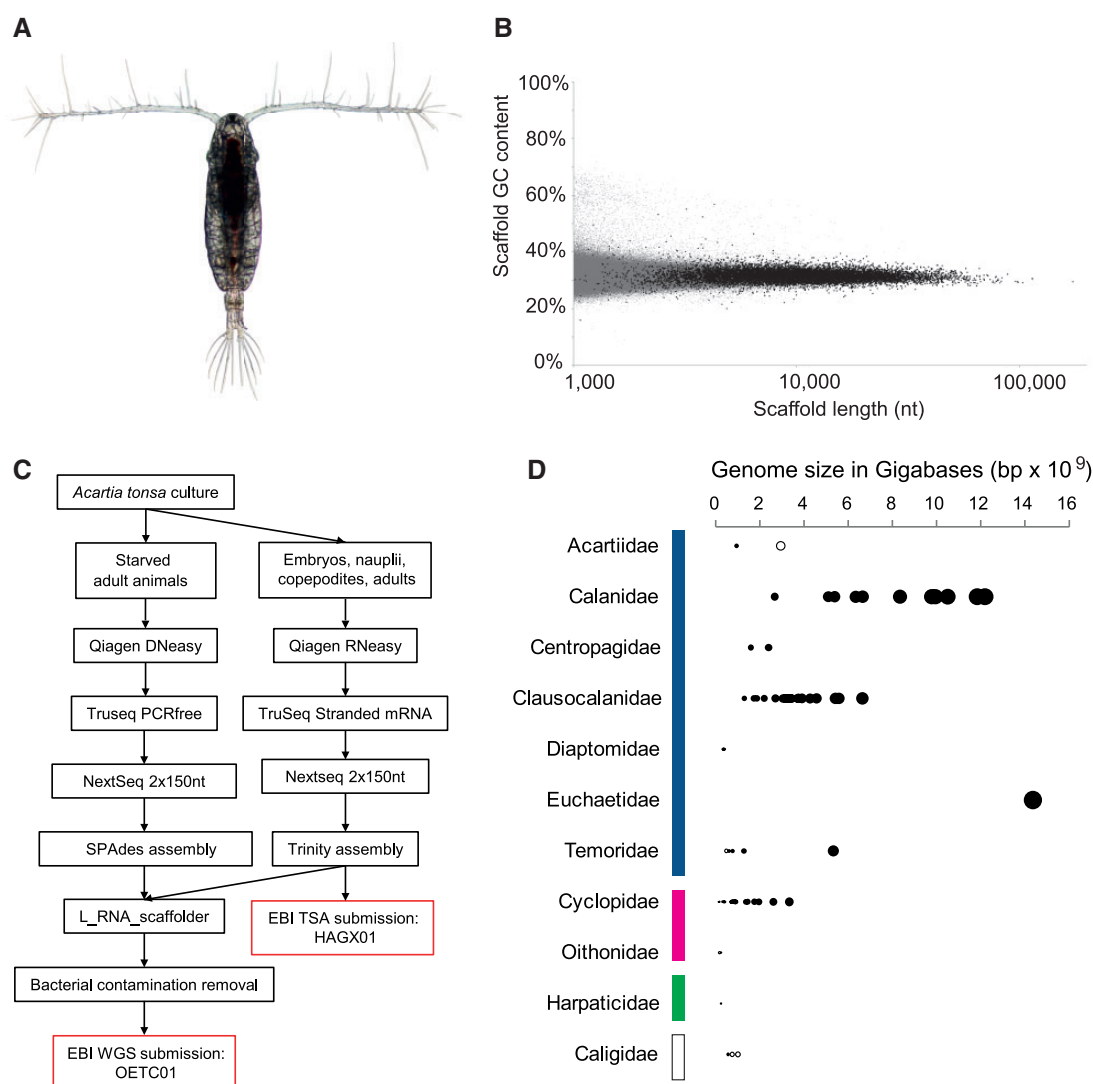 A
B
Scaffold GC content
100%
80%
60%
40%
20%
0%
1,000
10,000
100,000
Scaffold length (nt)
C
Acartia tonsa culture
Starved
adult animals
Embryos, nauplii,
copepodites, adults
Qiagen DNeasy
Qiagen RNeasy
Truseq PCRfree
TruSeq Stranded mRNA
NextSeq 2x150nt
Nextseq 2x150nt
SPAdes assembly
Trinity assembly
L_RNA_scaffolder
EBI TSA submission:
HAGX01
Bacterial contamination removal
EBI WGS submission:
OETC01
D
Genome size in Gigabases (bp x 10 9)
0 2 4 6 8 10 12 14 16
Acartiidae
Calanidae
Centropagidae
Clausocalanidae
Diaptomidae
Euchaetidae
Temoridae
Cyclopidae
Oithonidae
Harpaticidae
Caligidae